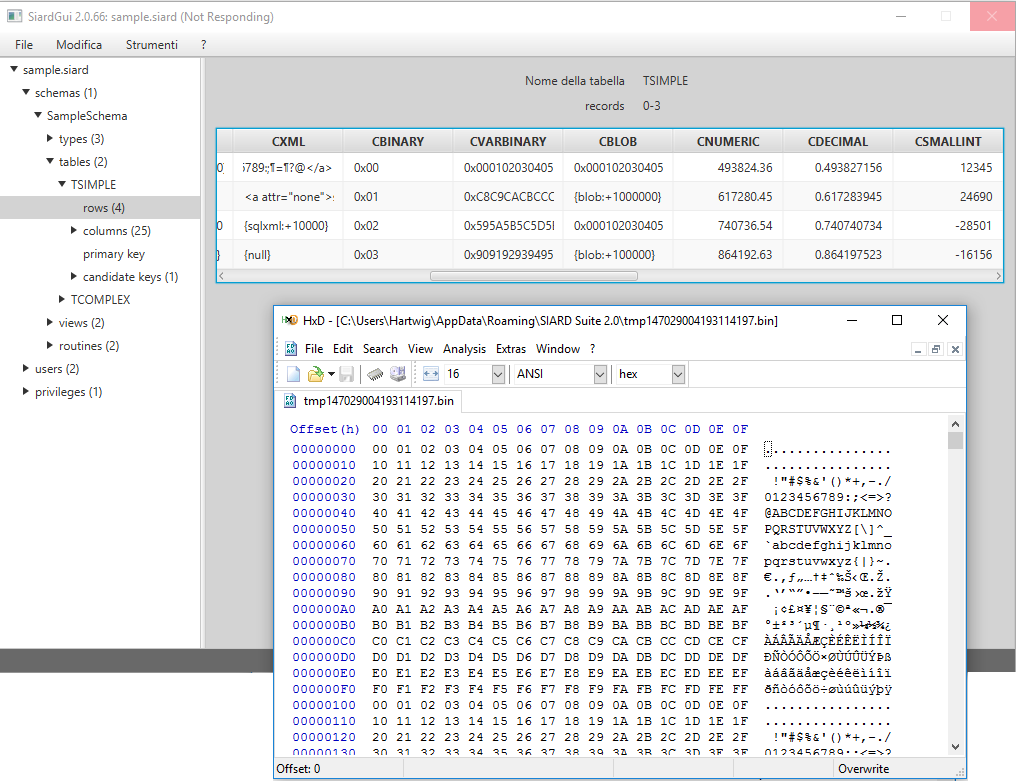 SiardGui 2.0.66: sample.siard (Not Responding)
File Modifica Strumenti ?
sample.siard
schemas (1)
SampleSchema
types (3)
tables (2)
TSIMPLE
rows (4)
columns (25)
primary key
candidate keys (1)
TCOMPLEX
views (2)
routines (2)
users (2)
privileges (1)
Nome della tabella TSIMPLE
records 0-3
CXML CBINARY CVARBINARY CBLOB CNUMERIC CDECIMAL CSMALLINT
789:;¶=¶?@</a> 0x00 0x000102030405 0x000102030405 493824.36 0.493827156 12345
<a attr="none"> 0x01 0xC8C9CACBCCC {blob:+1000000} 617280.45 0.617283945 24690
0 {sqlxml:+10000} 0x02 0x595A5B5C5D5I 0x000102030405 740736.54 0.740740734 -28501
} {null} 0x03 0x909192939495 {blob:+100000} 864192.63 0.864197523 -16156
HxD - [C:\Users\Hartwig\AppData\Roaming\SIARD Suite 2.0\tmp147029004193114197.bin]
File Edit Search View Analysis Extras Window ?
16 ANSI hex
tmp147029004193114197.bin
Offset(h) 00 01 02 03 04 05 06 07 08 09 0A 0B 0C 0D 0E 0F
00000000 00 01 02 03 04 05 06 07 08 09 0A 0B 0C 0D 0E 0F ................
00000010 10 11 12 13 14 15 16 17 18 19 1A 1B 1C 1D 1E 1F ................
00000020 20 21 22 23 24 25 26 27 28 29 2A 2B 2C 2D 2E 2F !"#$%&'()*+,-./
00000030 30 31 32 33 34 35 36 37 38 39 3A 3B 3C 3D 3E 3F 0123456789:;<=>?
00000040 40 41 42 43 44 45 46 47 48 49 4A 4B 4C 4D 4E 4F @ABCDEFGHIJKLMNO
00000050 50 51 52 53 54 55 56 57 58 59 5A 5B 5C 5D 5E 5F PQRSTUVWXYZ[\]^_
00000060 60 61 62 63 64 65 66 67 68 69 6A 6B 6C 6D 6E 6F `abcdefghijklmno
00000070 70 71 72 73 74 75 76 77 78 79 7A 7B 7C 7D 7E 7F pqrstuvwxyz{|}~.
00000080 80 81 82 83 84 85 86 87 88 89 8A 8B 8C 8D 8E 8F €.‚ƒ„…†‡ˆ‰Š‹Œ.Ž.
00000090 90 91 92 93 94 95 96 97 98 99 9A 9B 9C 9D 9E 9F .‘’“”•–—˜™š›œ.žŸ
000000A0 A0 A1 A2 A3 A4 A5 A6 A7 A8 A9 AA AB AC AD AE AF ¡¢£¤¥¦§¨©ª«¬.®¯
000000B0 B0 B1 B2 B3 B4 B5 B6 B7 B8 B9 BA BB BC BD BE BF °±²³´µ¶·¸¹º»¼½¾¿
000000C0 C0 C1 C2 C3 C4 C5 C6 C7 C8 C9 CA CB CC CD CE CF ÀÁÂÃÄÅÆÇÈÉÊËÌÍÎÏ
000000D0 D0 D1 D2 D3 D4 D5 D6 D7 D8 D9 DA DB DC DD DE DF ÐÑÒÓÔÕÖ×ØÙÚÛÜÝÞß
000000E0 E0 E1 E2 E3 E4 E5 E6 E7 E8 E9 EA EB EC ED EE EF àáâãäåæçèéêëìíîï
000000F0 F0 F1 F2 F3 F4 F5 F6 F7 F8 F9 FA FB FC FD FE FF ðñòóôõö÷øùúûüýþÿ
00000100 00 01 02 03 04 05 06 07 08 09 0A 0B 0C 0D 0E 0F ................
00000110 10 11 12 13 14 15 16 17 18 19 1A 1B 1C 1D 1E 1F ................
00000120 20 21 22 23 24 25 26 27 28 29 2A 2B 2C 2D 2E 2F !"#$%&'()*+,-./
00000130 30 31 32 33 34 35 36 37 38 39 3A 3B 3C 3D 3E 3F 0123456789:;<=>?
Offset: 0 Overwrite